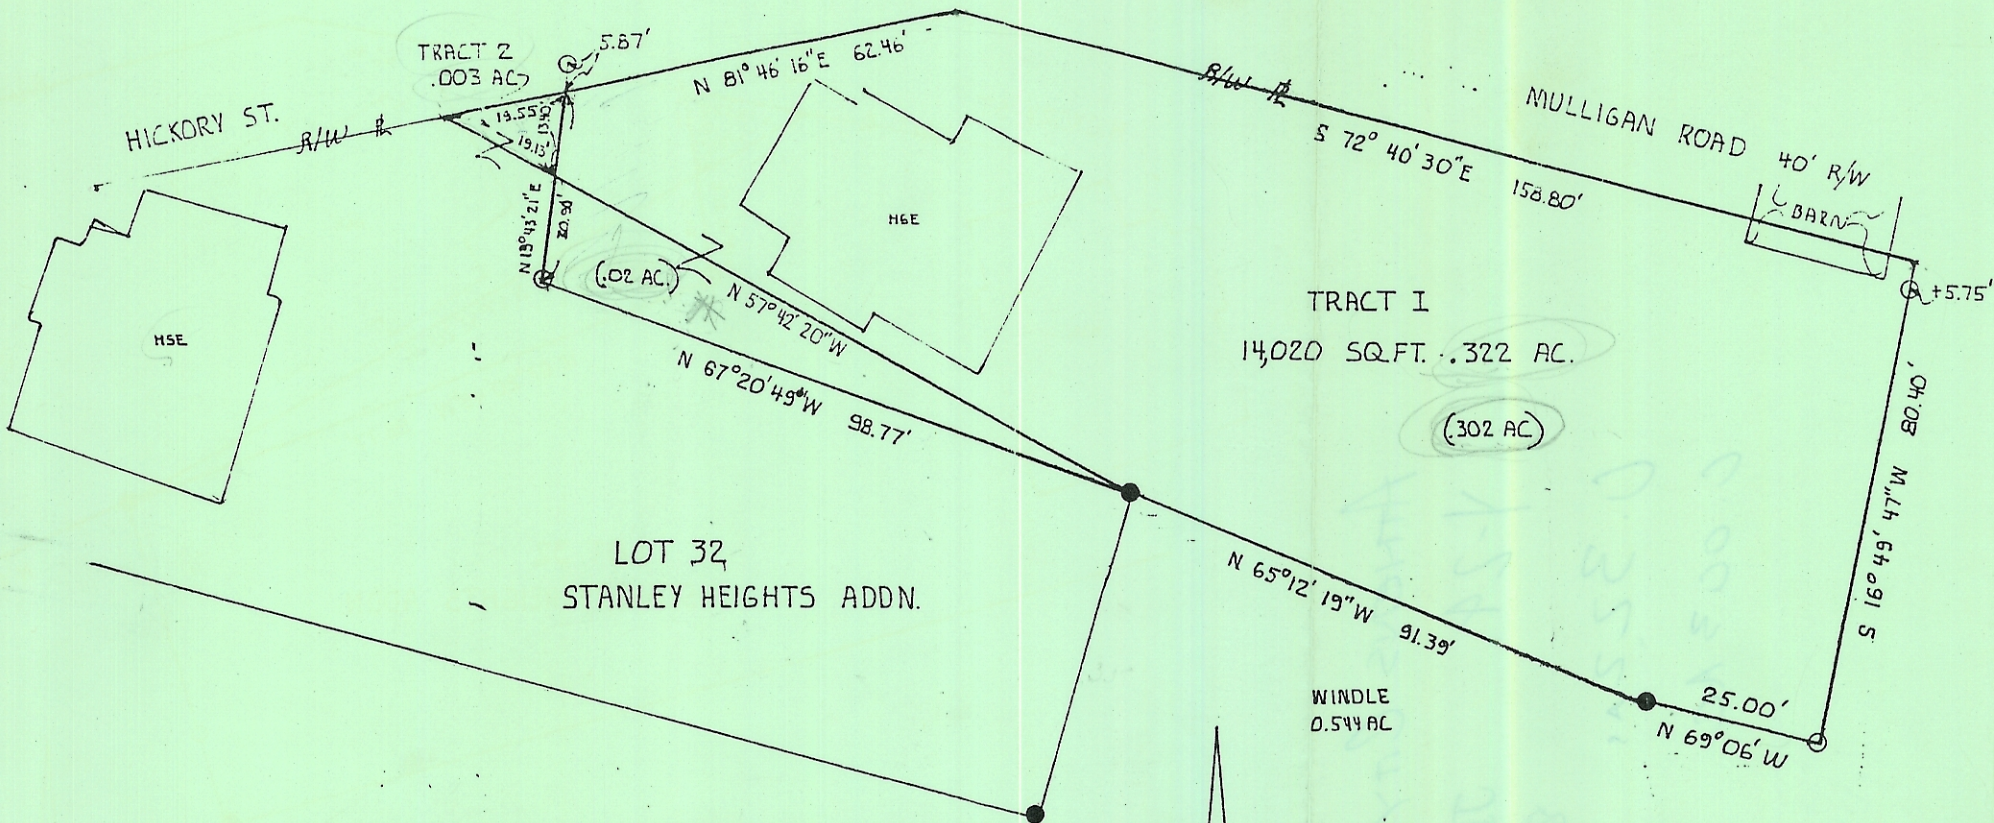 TRACT 2
.003 AC
5.87'
HICKORY ST.
R/W PL
19.55'
13.49'
19.13'
N 81° 46' 16" E 62.46'
R/W PL
MULLIGAN ROAD 40' R/W
S 72° 40' 30" E 158.80'
BARN
+5.75'
HSE
HSE
N 19° 43' 21" E
20.90'
(.02 AC.)
N 57° 42' 20" W
N 67° 20' 49" W 98.77'
TRACT I
14,020 SQ.FT. .322 AC.
(.302 AC)
S 16° 49' 47" W 80.40'
LOT 32
STANLEY HEIGHTS ADDN.
N 65° 12' 19" W 91.39'
WINDLE
0.544 AC
25.00'
N 69° 06' W